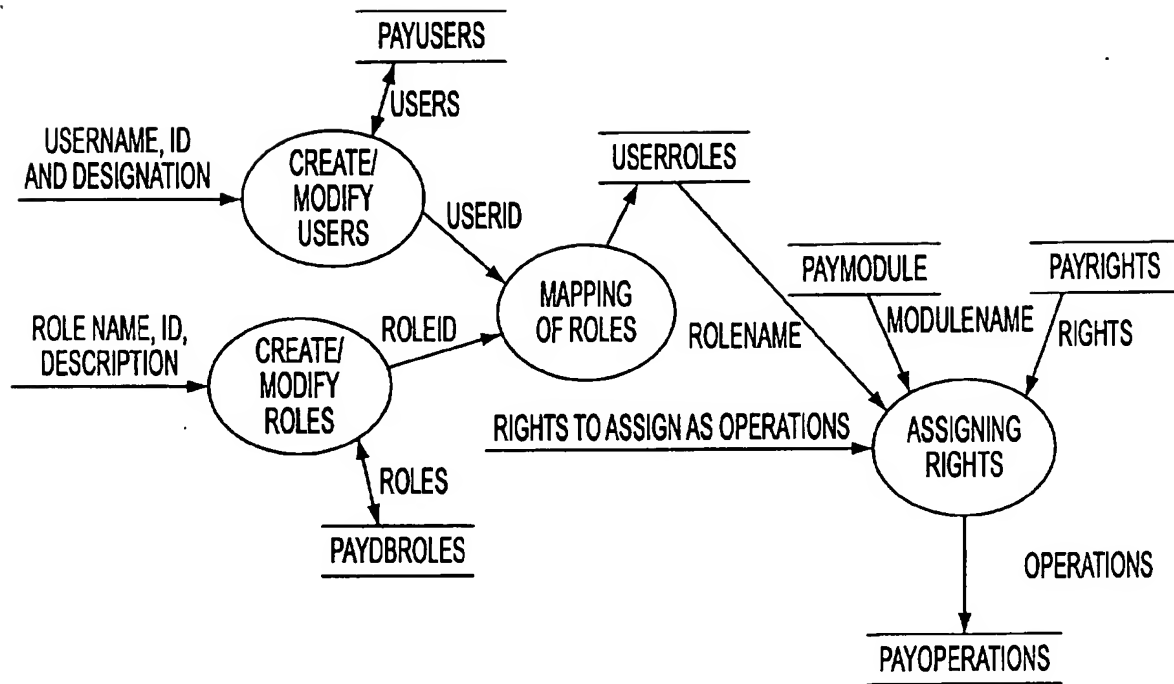 PAYUSERS
USERS
USERNAME, ID
AND DESIGNATION
CREATE/
MODIFY
USERS
USERID
USERROLES
MAPPING
OF ROLES
ROLE NAME, ID,
DESCRIPTION
CREATE/
MODIFY
ROLES
ROLEID
ROLES
PAYDBROLES
ROLENAME
PAYMODULE
MODULENAME
PAYRIGHTS
RIGHTS
RIGHTS TO ASSIGN AS OPERATIONS
ASSIGNING
RIGHTS
OPERATIONS
PAYOPERATIONS